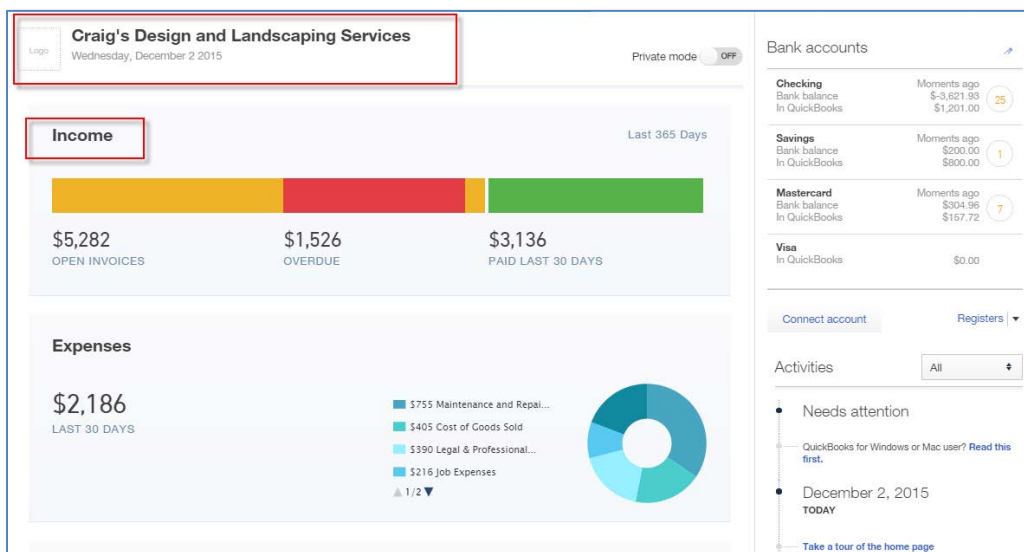 Logo
Craig's Design and Landscaping Services
Wednesday, December 2 2015
Private mode OFF
Income
Last 365 Days
$5,282
OPEN INVOICES
$1,526
OVERDUE
$3,136
PAID LAST 30 DAYS
Expenses
$2,186
LAST 30 DAYS
$755 Maintenance and Repai...
$405 Cost of Goods Sold
$390 Legal & Professional...
$216 Job Expenses
1/2
Bank accounts
Checking Moments ago
Bank balance $-3,621.93
In QuickBooks $1,201.00
25
Savings Moments ago
Bank balance $200.00
In QuickBooks $800.00
1
Mastercard Moments ago
Bank balance $304.96
In QuickBooks $157.72
7
Visa
In QuickBooks $0.00
Connect account Registers
Activities All
Needs attention
QuickBooks for Windows or Mac user? Read this
first.
December 2, 2015
TODAY
Take a tour of the home page